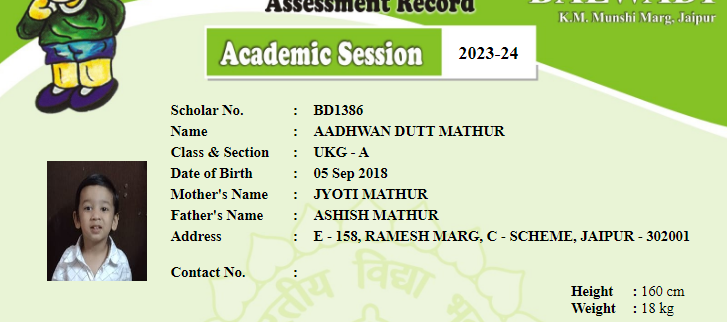 Assessment Record
BALWADI
K.M. Munshi Marg, Jaipur
Academic Session 2023-24
Scholar No. : BD1386
Name : AADHWAN DUTT MATHUR
Class & Section : UKG - A
Date of Birth : 05 Sep 2018
Mother's Name : JYOTI MATHUR
Father's Name : ASHISH MATHUR
Address : E - 158, RAMESH MARG, C - SCHEME, JAIPUR - 302001
Contact No. :
Height : 160 cm
Weight : 18 kg